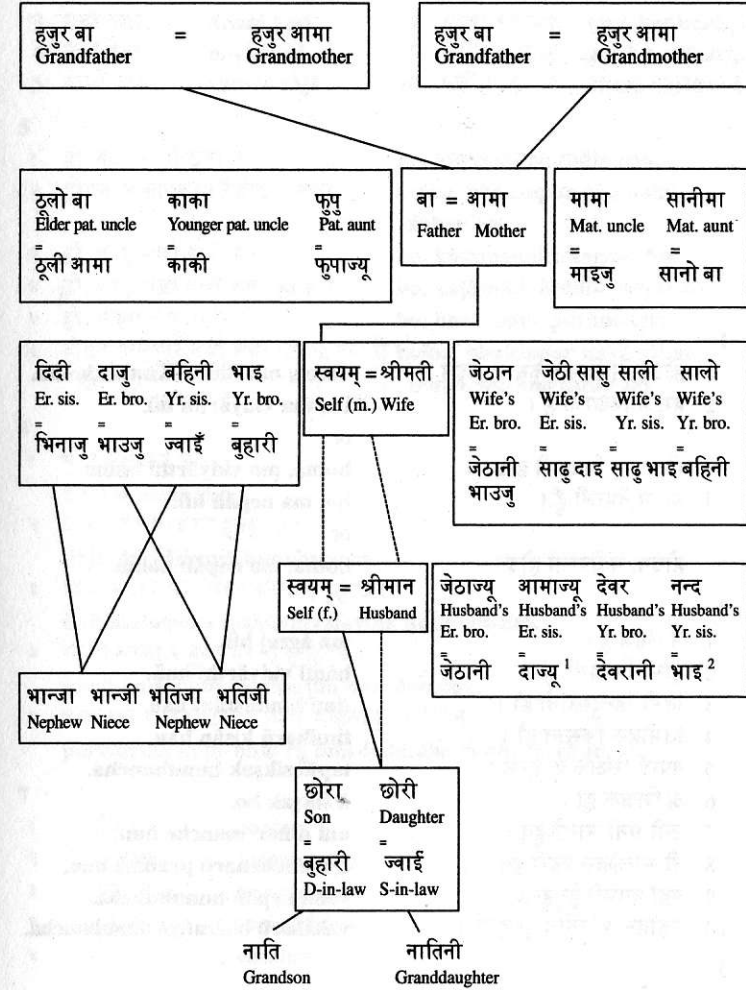 हजुर बा = हजुर आमा
Grandfather Grandmother
हजुर बा = हजुर आमा
Grandfather Grandmother
ठूलो बा काका फुपु
Elder pat. uncle Younger pat. uncle Pat. aunt
= = =
ठूली आमा काकी फुपाज्यू
बा = आमा
Father Mother
मामा सानीमा
Mat. uncle Mat. aunt
= =
माइजु सानो बा
दिदी दाजु बहिनी भाइ
Er. sis. Er. bro. Yr. sis. Yr. bro.
= = = =
भिनाजु भाउजु ज्वाइँ बुहारी
स्वयम् = श्रीमती
Self (m.) Wife
जेठान जेठी सासु साली सालो
Wife's Wife's Wife's Wife's
Er. bro. Er. sis. Yr. sis. Yr. bro.
= = = =
जेठानी साढु दाइ साढु भाइ बहिनी
भाउजु
स्वयम् = श्रीमान
Self (f.) Husband
जेठाज्यू आमाज्यू देवर नन्द
Husband's Husband's Husband's Husband's
Er. bro. Er. sis. Yr. bro. Yr. sis.
= = = =
जेठानी दाज्यू 1 देवरानी भाइ 2
भान्जा भान्जी भतिजा भतिजी
Nephew Niece Nephew Niece
छोरा छोरी
Son Daughter
= =
बुहारी ज्वाई
D-in-law S-in-law
नाति नातिनी
Grandson Granddaughter